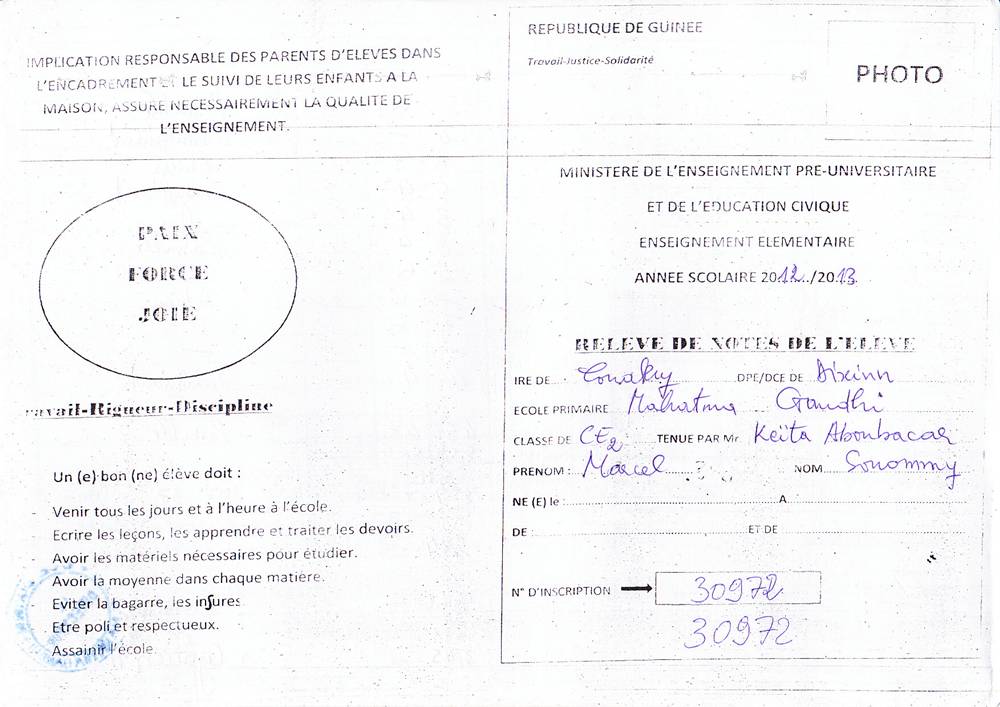 IMPLICATION RESPONSABLE DES PARENTS D'ELEVES DANS
L'ENCADREMENT ET LE SUIVI DE LEURS ENFANTS A LA
MAISON, ASSURE NECESSAIREMENT LA QUALITE DE
L'ENSEIGNEMENT.
PAIX
FORCE
JOIE
ravail-Rigueur-Discipline
Un (e) bon (ne) élève doit :
- Venir tous les jours et à l'heure à l'école.
- Ecrire les leçons, les apprendre et traiter les devoirs.
- Avoir les matériels nécessaires pour étudier.
- Avoir la moyenne dans chaque matière.
- Eviter la bagarre, les injures
- Etre poli et respectueux.
- Assainir l'école.
REPUBLIQUE DE GUINEE
Travail-Justice-Solidarité
PHOTO
MINISTERE DE L'ENSEIGNEMENT PRE-UNIVERSITAIRE
ET DE L'EDUCATION CIVIQUE
ENSEIGNEMENT ELEMENTAIRE
ANNEE SCOLAIRE 2012../2013.
RELEVE DE NOTES DE L'ELEVE
IRE DE... Conakry DPE/DCE DE Dixinn
ECOLE PRIMAIRE Mahatma Gandhi
CLASSE DE CE2 TENUE PAR Mr Keïta Aboubacar
PRENOM : Marcel NOM Sonommy
NE (E) le : A
DE : ET DE
N° D'INSCRIPTION → 30972
30972